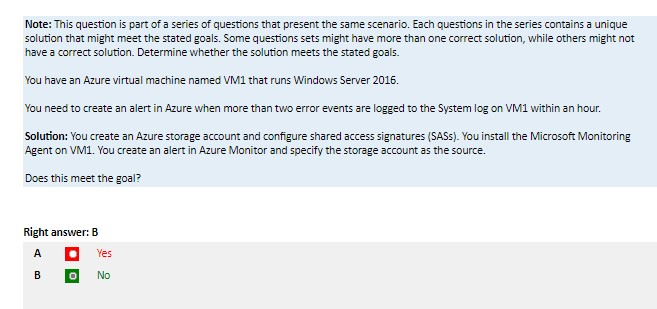 Note: This question is part of a series of questions that present the same scenario. Each questions in the series contains a unique
solution that might meet the stated goals. Some questions sets might have more than one correct solution, while others might not
have a correct solution. Determine whether the solution meets the stated goals.
You have an Azure virtual machine named VM1 that runs Windows Server 2016.
You need to create an alert in Azure when more than two error events are logged to the System log on VM1 within an hour.
Solution: You create an Azure storage account and configure shared access signatures (SASs). You install the Microsoft Monitoring
Agent on VM1. You create an alert in Azure Monitor and specify the storage account as the source.
Does this meet the goal?
Right answer: B
A Yes
B No